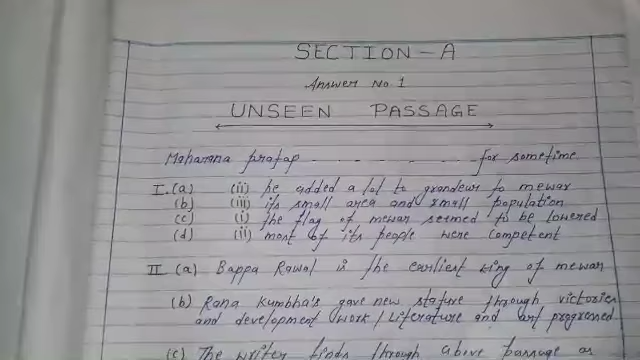 SECTION - A
Answer No 1
UNSEEN PASSAGE
Maharana pratap - - - - - - - for sometime
I. (a) (ii) he added a lot to grandeur to mewar
(b) (iii) its small area and small population
(c) (i) the flag of mewar seemed to be lowered
(d) (ii) most of its people were competent
II (a) Bappa Rawal is the earliest king of mewar
(b) Rana Kumbha's gave new stature through victories
and development work / literature and art progressed
(c) The writer finds through above passage as